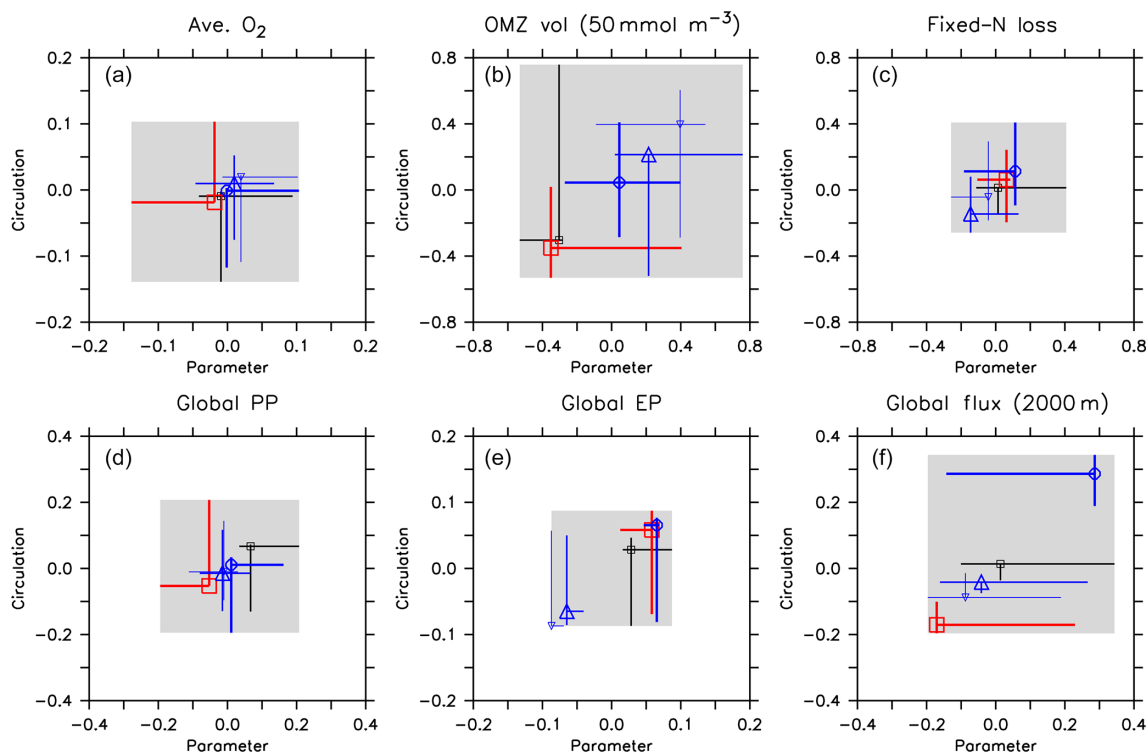 Ave. O2
OMZ vol (50 mmol m−3)
Fixed−N loss
(a)
(b)
(c)
0.2
0.1
0.0
−0.1
−0.2
0.8
0.4
0.0
−0.4
−0.8
0.8
0.4
0.0
−0.4
−0.8
Circulation
Circulation
Circulation
−0.2 −0.1 0.0 0.1 0.2
−0.8 −0.4 0.0 0.4 0.8
−0.8 −0.4 0.0 0.4 0.8
Parameter
Parameter
Parameter
Global PP
Global EP
Global flux (2000 m)
(d)
(e)
(f)
0.4
0.2
0.0
−0.2
−0.4
0.2
0.1
0.0
−0.1
−0.2
0.4
0.2
0.0
−0.2
−0.4
Circulation
Circulation
Circulation
−0.4 −0.2 0.0 0.2 0.4
−0.2 −0.1 0.0 0.1 0.2
−0.4 −0.2 0.0 0.2 0.4
Parameter
Parameter
Parameter